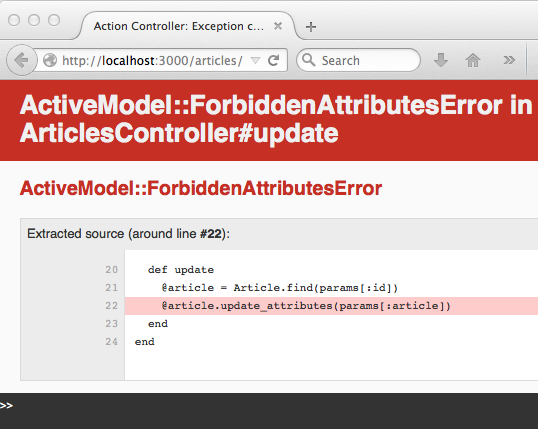 Action Controller: Exception c...
http://localhost:3000/articles/
Search
ActiveModel::ForbiddenAttributesError in
ArticlesController#update
ActiveModel::ForbiddenAttributesError
Extracted source (around line #22):
20 def update
21 @article = Article.find(params[:id])
22 @article.update_attributes(params[:article])
23 end
24 end
>>